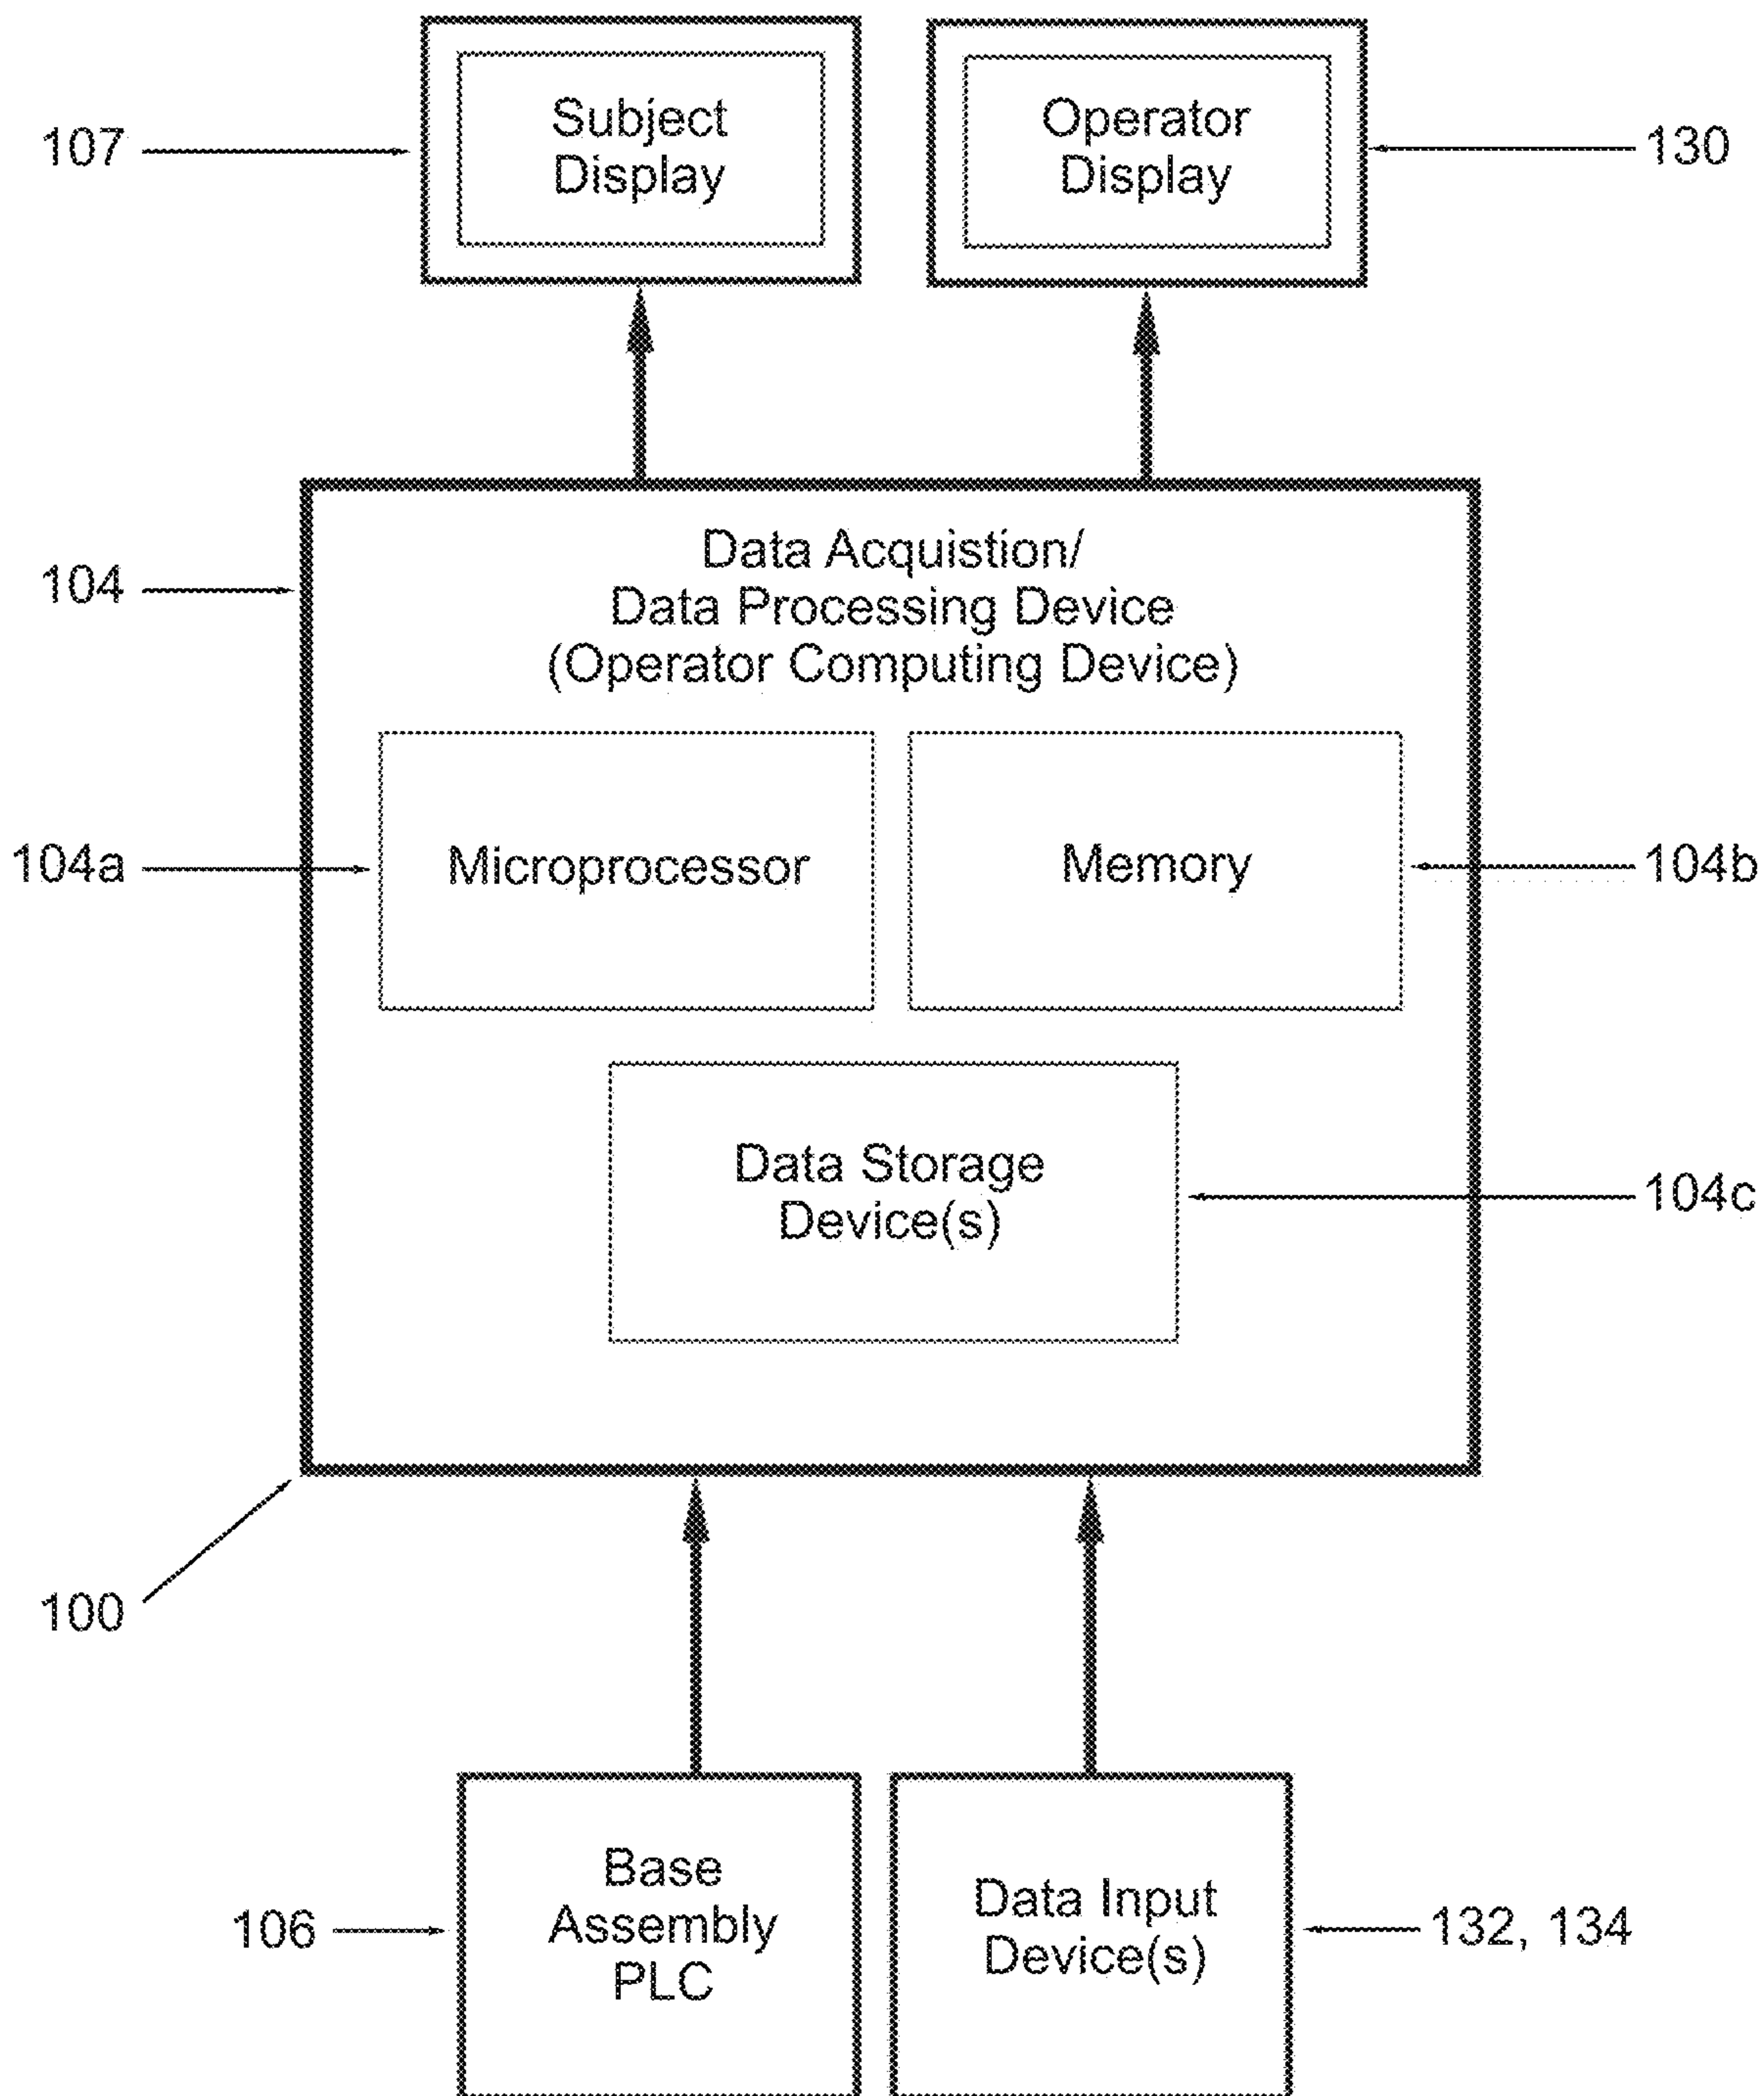 Subject
Display
Operator
Display
107
130
Data Acquistion/
Data Processing Device
(Operator Computing Device)
104
Microprocessor
Memory
104a
104b
Data Storage
Device(s)
104c
100
Base
Assembly
PLC
Data Input
Device(s)
106
132, 134